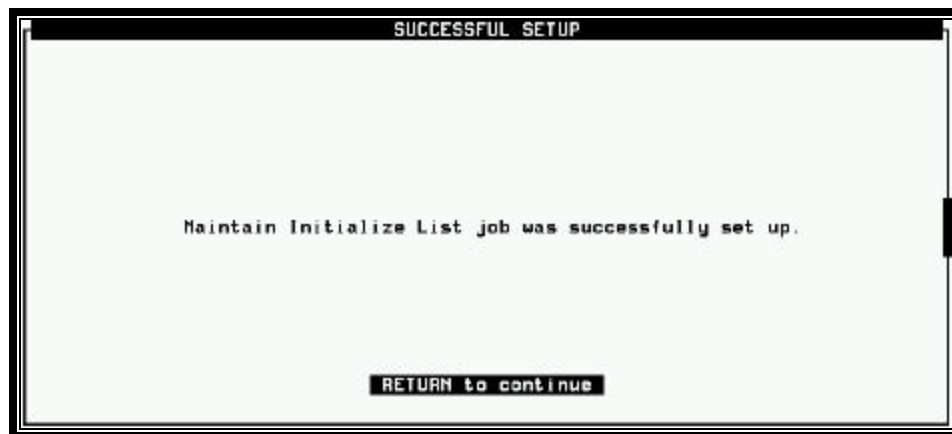 SUCCESSFUL SETUP
Maintain Initialize List job was successfully set up.
RETURN to continue